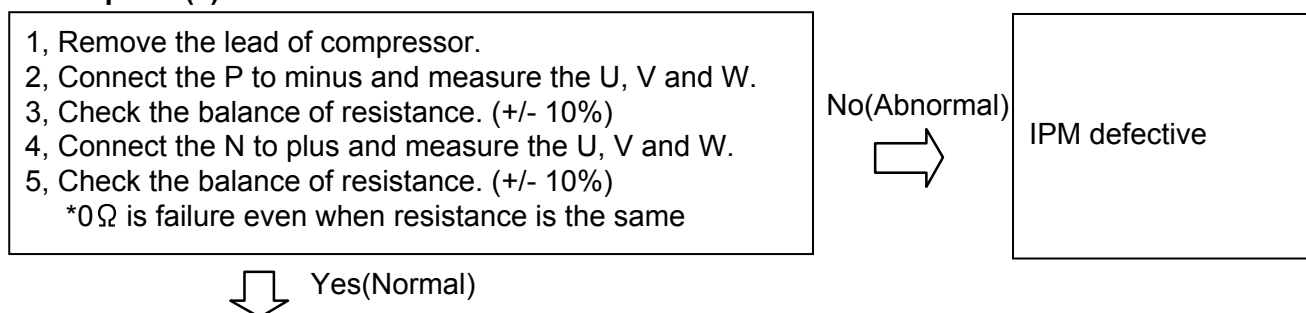 1, Remove the lead of compressor.
2, Connect the P to minus and measure the U, V and W.
3, Check the balance of resistance. (+/- 10%)
4, Connect the N to plus and measure the U, V and W.
5, Check the balance of resistance. (+/- 10%)
*0Ω is failure even when resistance is the same
No(Abnormal)
IPM defective
Yes(Normal)